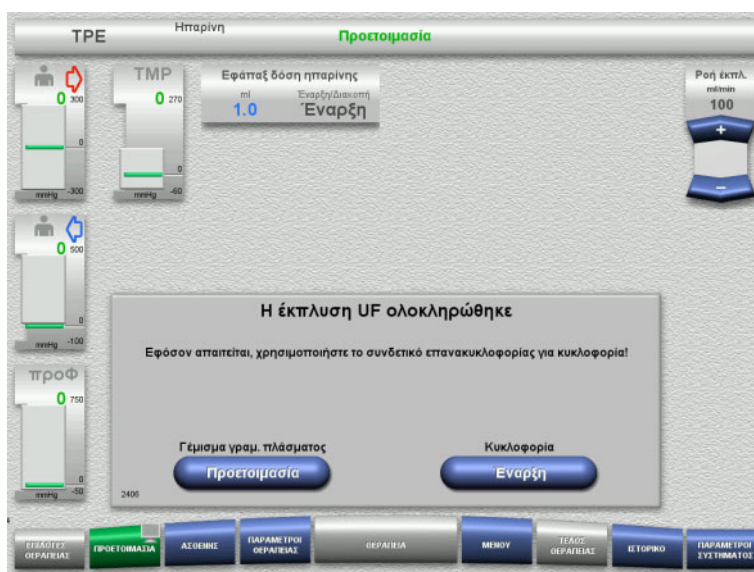 TPE
Ηπαρίνη
Προετοιμασία
0 300
0
mmHg -300
TMP
0 270
0
mmHg -60
Εφάπαξ δόση ηπαρίνης
ml Έναρξη/Διακοπή
1.0 Έναρξη
Ροή έκπλ.
ml/min
100
+
−
0 500
0
mmHg -100
προΦ
0 750
0
mmHg -50
Η έκπλυση UF ολοκληρώθηκε
Εφόσον απαιτείται, χρησιμοποιήστε το συνδετικό επανακυκλοφορίας για κυκλοφορία!
Γέμισμα γραμ. πλάσματος Κυκλοφορία
Προετοιμασία Έναρξη
2406
ΕΠΙΛΟΓΕΣ ΘΕΡΑΠΕΙΑΣ
ΠΡΟΕΤΟΙΜΑΣΙΑ
ΑΣΘΕΝΗΣ
ΠΑΡΑΜΕΤΡΟΙ ΘΕΡΑΠΕΙΑΣ
ΘΕΡΑΠΕΙΑ
ΜΕΝΟΥ
ΤΕΛΟΣ ΘΕΡΑΠΕΙΑΣ
ΙΣΤΟΡΙΚΟ
ΠΑΡΑΜΕΤΡΟΙ ΣΥΣΤΗΜΑΤΟΣ